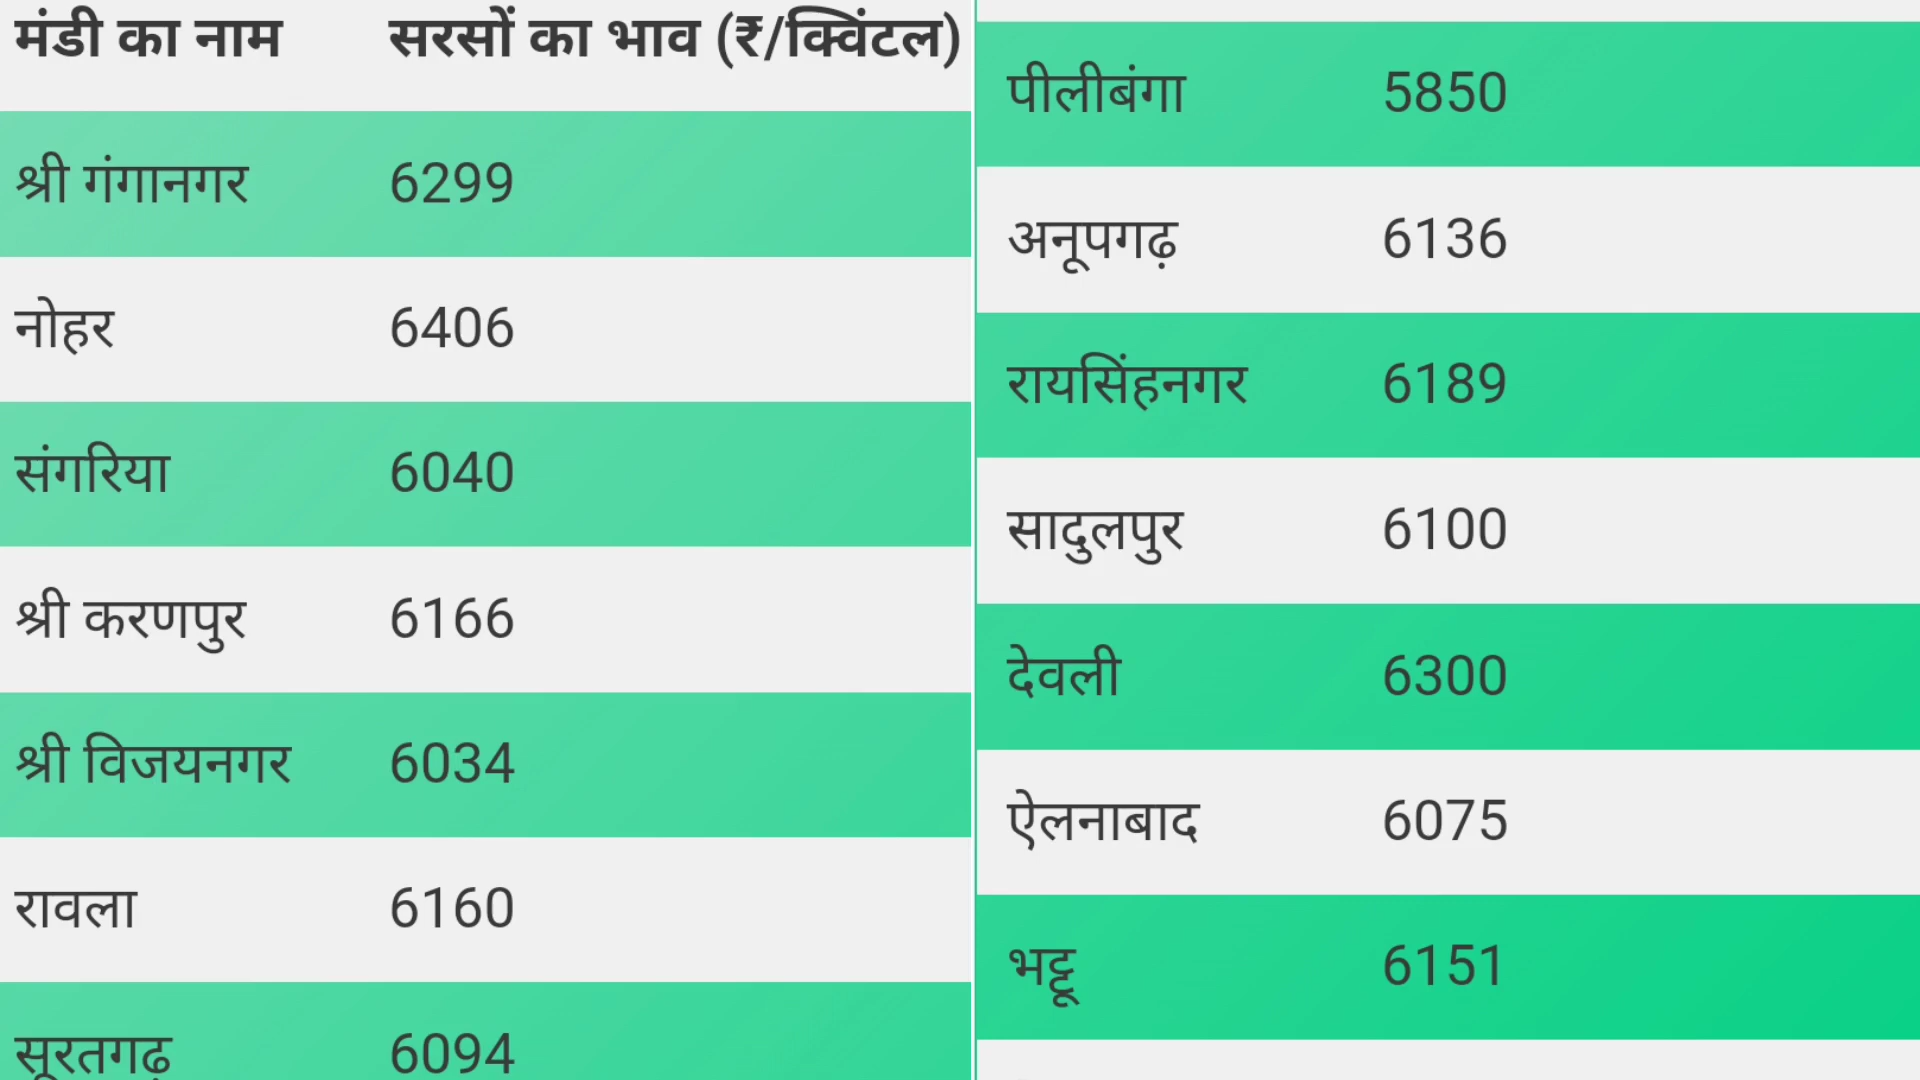 मंडी का नाम सरसों का भाव (₹/क्विंटल)
श्री गंगानगर 6299
नोहर 6406
संगरिया 6040
श्री करणपुर 6166
श्री विजयनगर 6034
रावला 6160
सूरतगढ़ 6094
पीलीबंगा 5850
अनूपगढ़ 6136
रायसिंहनगर 6189
सादुलपुर 6100
देवली 6300
ऐलनाबाद 6075
भट्टू 6151